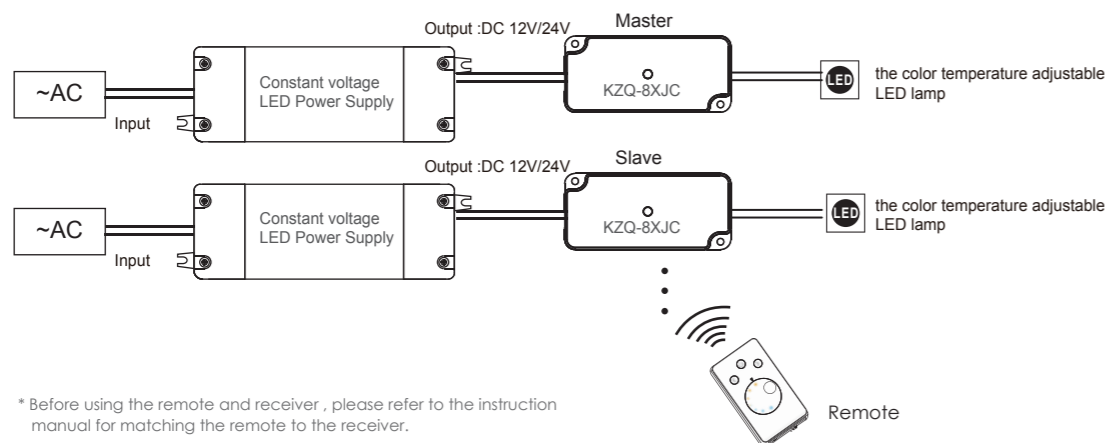 Output :DC 12V/24V
Master
~AC
Input
Constant voltage
LED Power Supply
KZQ-8XJC
LED
the color temperature adjustable
LED lamp
Output :DC 12V/24V
Slave
~AC
Input
Constant voltage
LED Power Supply
KZQ-8XJC
LED
the color temperature adjustable
LED lamp
Remote
* Before using the remote and receiver , please refer to the instruction
manual for matching the remote to the receiver.